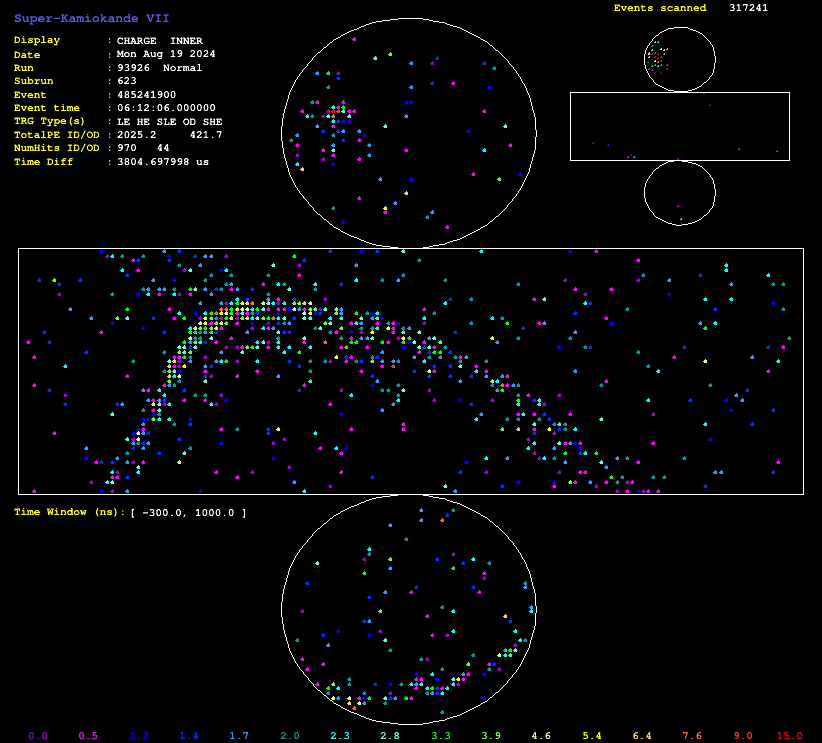 Super-Kamiokande VII
Events scanned 317241
Display : CHARGE INNER
Date : Mon Aug 19 2024
Run : 93926 Normal
Subrun : 623
Event : 485241900
Event time : 06:12:06.000000
TRG Type(s) : LE HE SLE OD SHE
TotalPE ID/OD : 2025.2 421.7
NumHits ID/OD : 970 44
Time Diff : 3804.697998 us
Time Window (ns): [ -300.0, 1000.0 ]
0.0 0.5 1.2 1.4 1.7 2.0 2.3 2.8 3.3 3.9 4.6 5.4 6.4 7.6 9.0 15.0